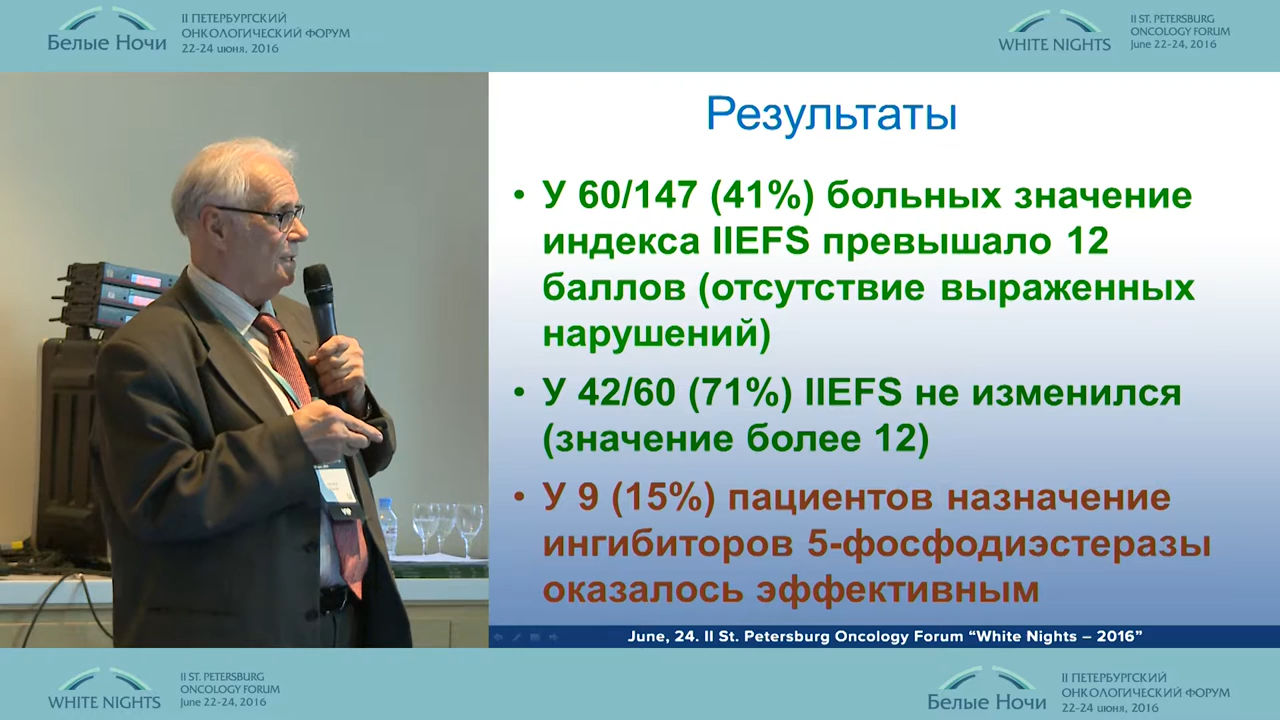 Белые Ночи
II ПЕТЕРБУРГСКИЙ
ОНКОЛОГИЧЕСКИЙ ФОРУМ
22-24 июня, 2016
WHITE NIGHTS
II ST. PETERSBURG
ONCOLOGY FORUM
June 22-24, 2016
Результаты
• У 60/147 (41%) больных значение
индекса IIEFS превышало 12
баллов (отсутствие выраженных
нарушений)
• У 42/60 (71%) IIEFS не изменился
(значение более 12)
• У 9 (15%) пациентов назначение
ингибиторов 5-фосфодиэстеразы
оказалось эффективным
VIP
June, 24. II St. Petersburg Oncology Forum “White Nights – 2016”
WHITE NIGHTS
II ST. PETERSBURG
ONCOLOGY FORUM
June 22-24, 2016
Белые Ночи
II ПЕТЕРБУРГСКИЙ
ОНКОЛОГИЧЕСКИЙ ФОРУМ
22-24 июня, 2016